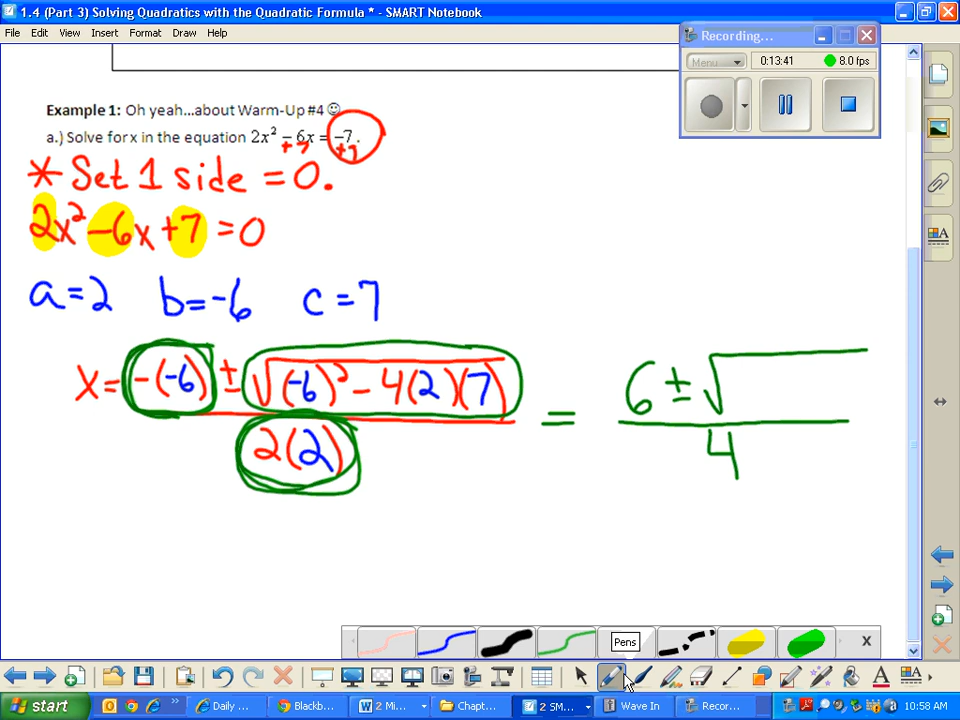 1.4 (Part 3) Solving Quadratics with the Quadratic Formula * - SMART Notebook
File Edit View Insert Format Draw Help
Recording...
Menu 0:13:41 8.0 fps
Example 1: Oh yeah...about Warm-Up #4 ☺
a.) Solve for x in the equation 2x² − 6x = −7.
+7 +7
* Set 1 side = 0.
2x² −6x +7 = 0
a=2 b=-6 c=7
x = −(−6) ± √(−6)² − 4(2)(7) = 6 ± √
2(2) 4
Pens
X
A
start Daily ... Blackb... 2 Mi... Chapt... 2 SM... Wave In Recor... 10:58 AM